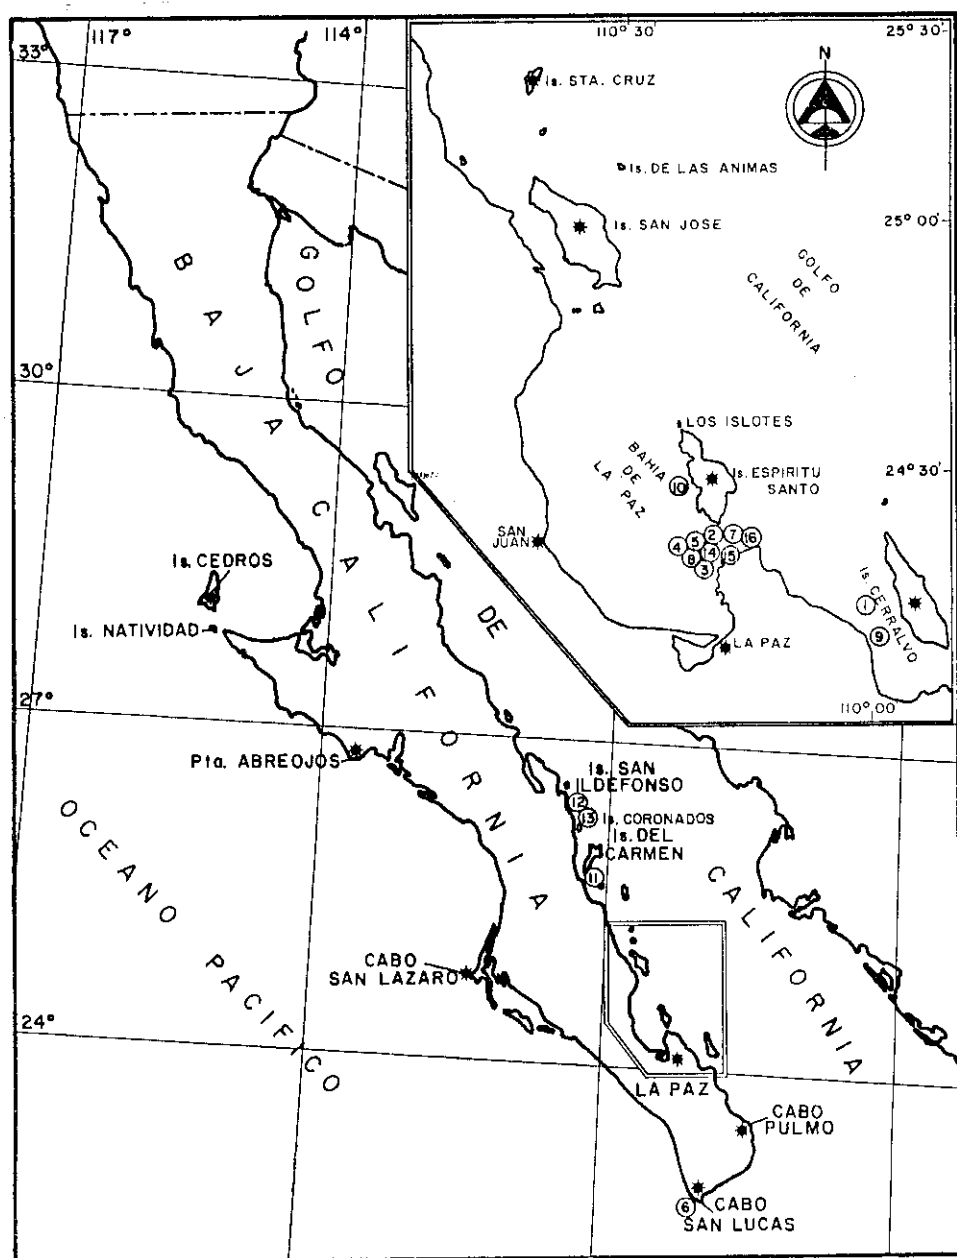 117°
114°
33°
30°
27°
24°
BAJA CALIFORNIA
GOLFO
DE
CALIFORNIA
OCEANO PACIFICO
Is. CEDROS
Is. NATIVIDAD
Pta. ABREOJOS
Is. SAN
ILDEFONSO
12
13
Is. CORONADOS
Is. DEL
CARMEN
11
CABO
SAN LAZARO
LA PAZ
CABO
PULMO
6
CABO
SAN LUCAS
110° 30'
25° 30'
N
Is. STA. CRUZ
Is. DE LAS ANIMAS
Is. SAN JOSE
25° 00'
GOLFO
DE
CALIFORNIA
LOS ISLOTES
BAHIA
DE
LA PAZ
10
Is. ESPIRITU
SANTO
24° 30'
SAN
JUAN
2
7
16
4
5
14
15
8
3
Is. CERRALVO
1
9
LA PAZ
110° 00'